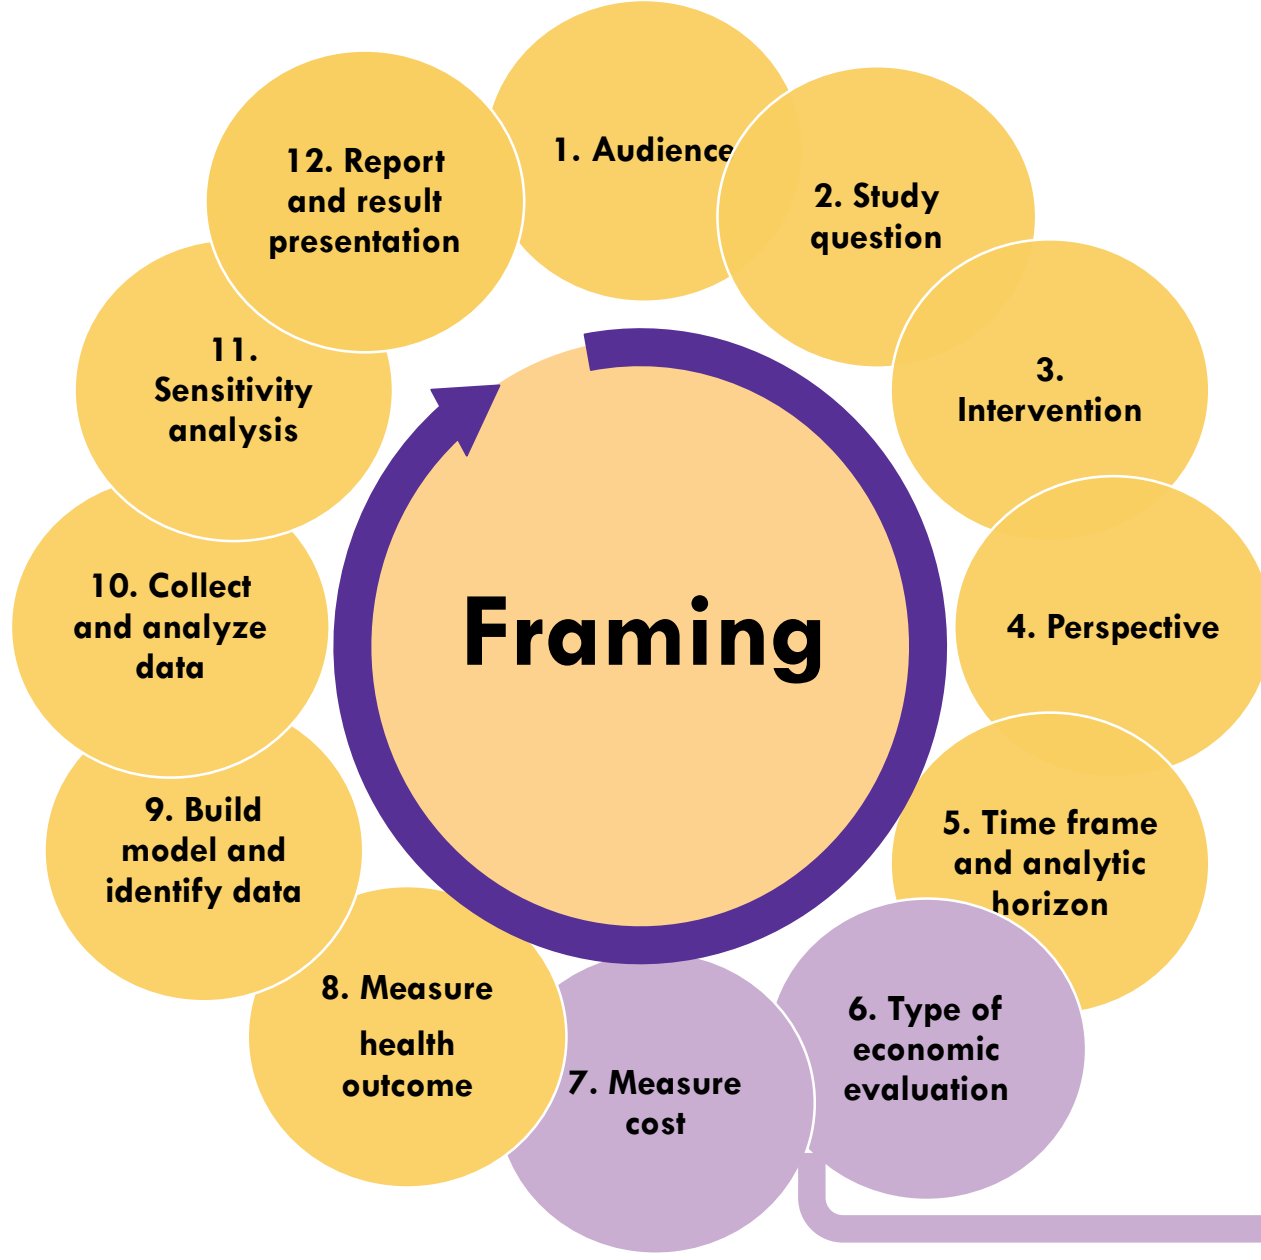 1. Audience
2. Study
question
3.
Intervention
4. Perspective
5. Time frame
and analytic
horizon
6. Type of
economic
evaluation
7. Measure
cost
8. Measure
health
outcome
9. Build
model and
identify data
10. Collect
and analyze
data
11.
Sensitivity
analysis
12. Report
and result
presentation
Framing